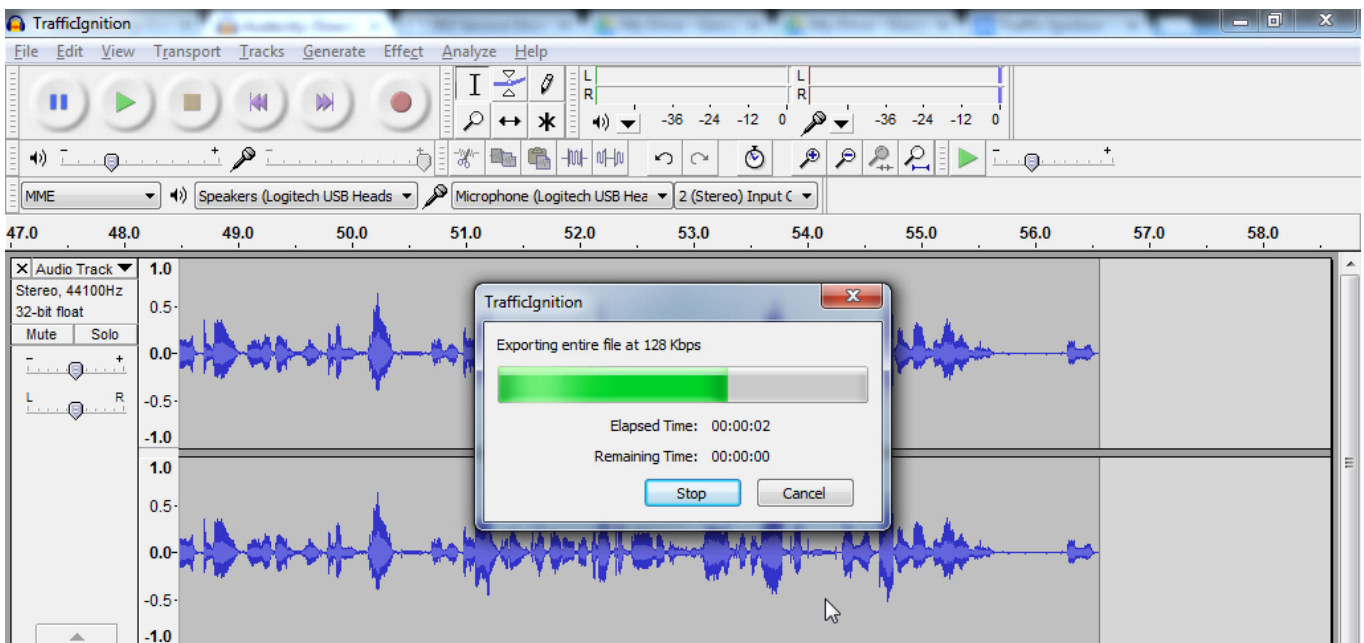 TrafficIgnition
File Edit View Transport Tracks Generate Effect Analyze Help
L
R
-36 -24 -12 0
L
R
-36 -24 -12 0
MME
Speakers (Logitech USB Heads
Microphone (Logitech USB Hea
2 (Stereo) Input C
47.0 48.0 49.0 50.0 51.0 52.0 53.0 54.0 55.0 56.0 57.0 58.0
X Audio Track
Stereo, 44100Hz
32-bit float
Mute Solo
- +
L R
1.0
0.5-
0.0-
-0.5-
-1.0
1.0
0.5-
0.0-
-0.5-
-1.0
TrafficIgnition
Exporting entire file at 128 Kbps
Elapsed Time: 00:00:02
Remaining Time: 00:00:00
Stop Cancel